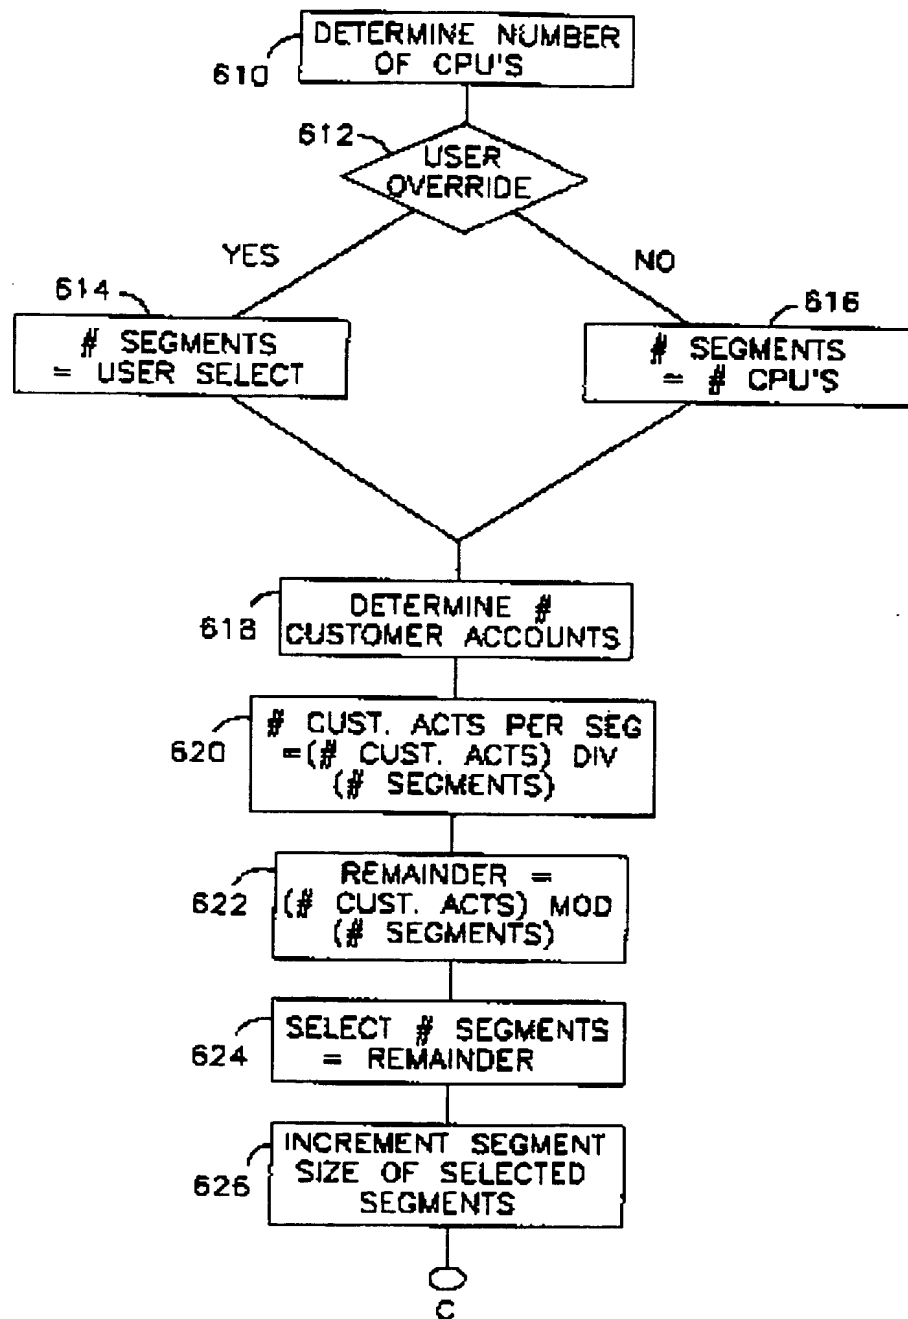 DETERMINE NUMBER
OF CPU'S
610
612
USER
OVERRIDE
YES
NO
614
616
# SEGMENTS
= USER SELECT
# SEGMENTS
= # CPU'S
618
DETERMINE #
CUSTOMER ACCOUNTS
620
# CUST. ACTS PER SEG
=(# CUST. ACTS) DIV
(# SEGMENTS)
622
REMAINDER =
(# CUST. ACTS) MOD
(# SEGMENTS)
624
SELECT # SEGMENTS
= REMAINDER
626
INCREMENT SEGMENT
SIZE OF SELECTED
SEGMENTS
C